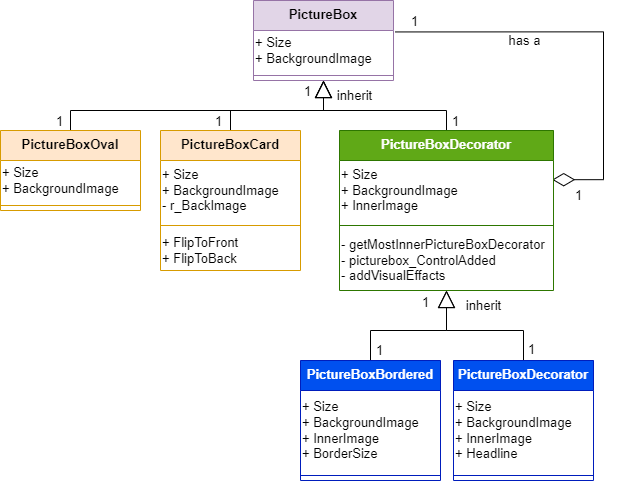 PictureBox
+ Size
+ BackgroundImage
1
has a
1
1
inherit
1
1
1
PictureBoxOval
+ Size
+ BackgroundImage
PictureBoxCard
+ Size
+ BackgroundImage
- r_BackImage
+ FlipToFront
+ FlipToBack
PictureBoxDecorator
+ Size
+ BackgroundImage
+ InnerImage
- getMostInnerPictureBoxDecorator
- picturebox_ControlAdded
- addVisualEffacts
1
inherit
1
1
PictureBoxBordered
+ Size
+ BackgroundImage
+ InnerImage
+ BorderSize
PictureBoxDecorator
+ Size
+ BackgroundImage
+ InnerImage
+ Headline